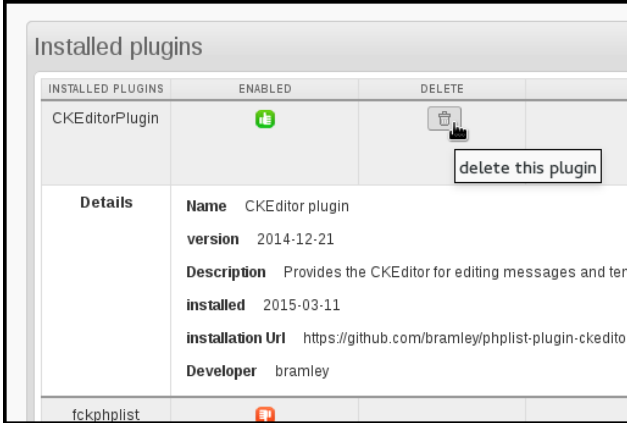 Installed plugins
INSTALLED PLUGINS ENABLED DELETE
CKEditorPlugin
delete this plugin
Details
Name CKEditor plugin
version 2014-12-21
Description Provides the CKEditor for editing messages and
installed 2015-03-11
installation Url https://github.com/bramley/phplist-plugin-ckedito
Developer bramley
fckphplist